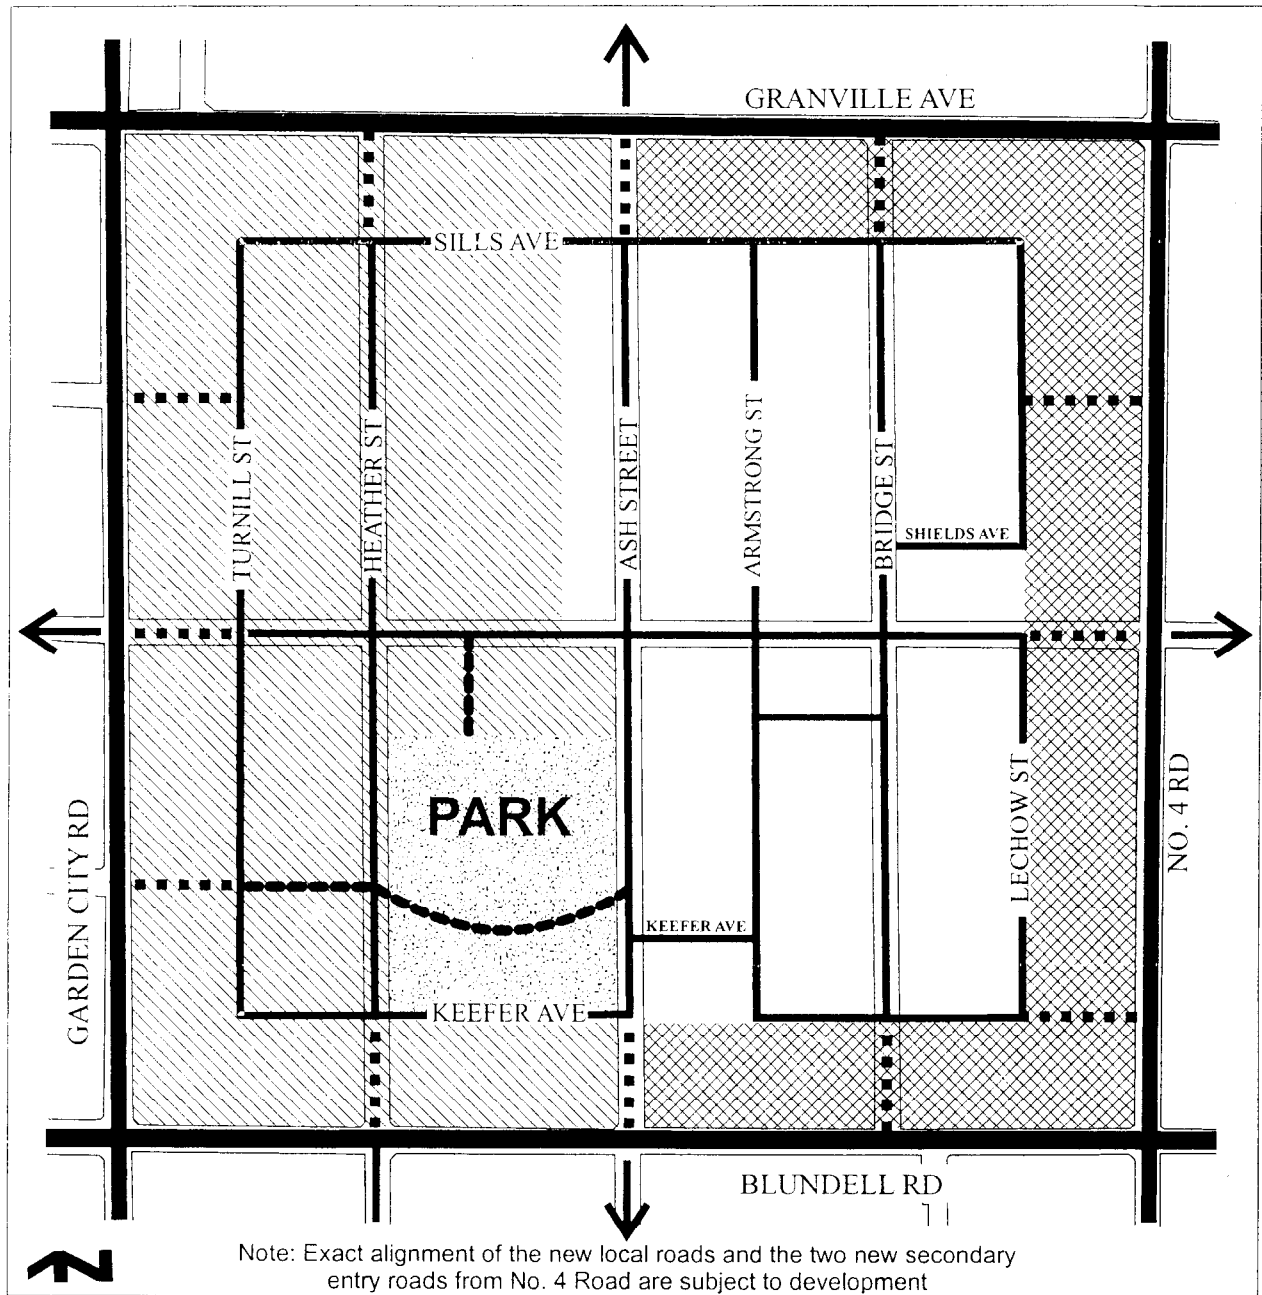 GRANVILLE AVE
SILLS AVE
TURNILL ST
HEATHER ST
ASH STREET
ARMSTRONG ST
BRIDGE ST
SHIELDS AVE
GARDEN CITY RD
PARK
LECHOW ST
NO. 4 RD
KEEFER AVE
KEEFER AVE
BLUNDELL RD
N
Note: Exact alignment of the new local roads and the two new secondary
entry roads from No. 4 Road are subject to development